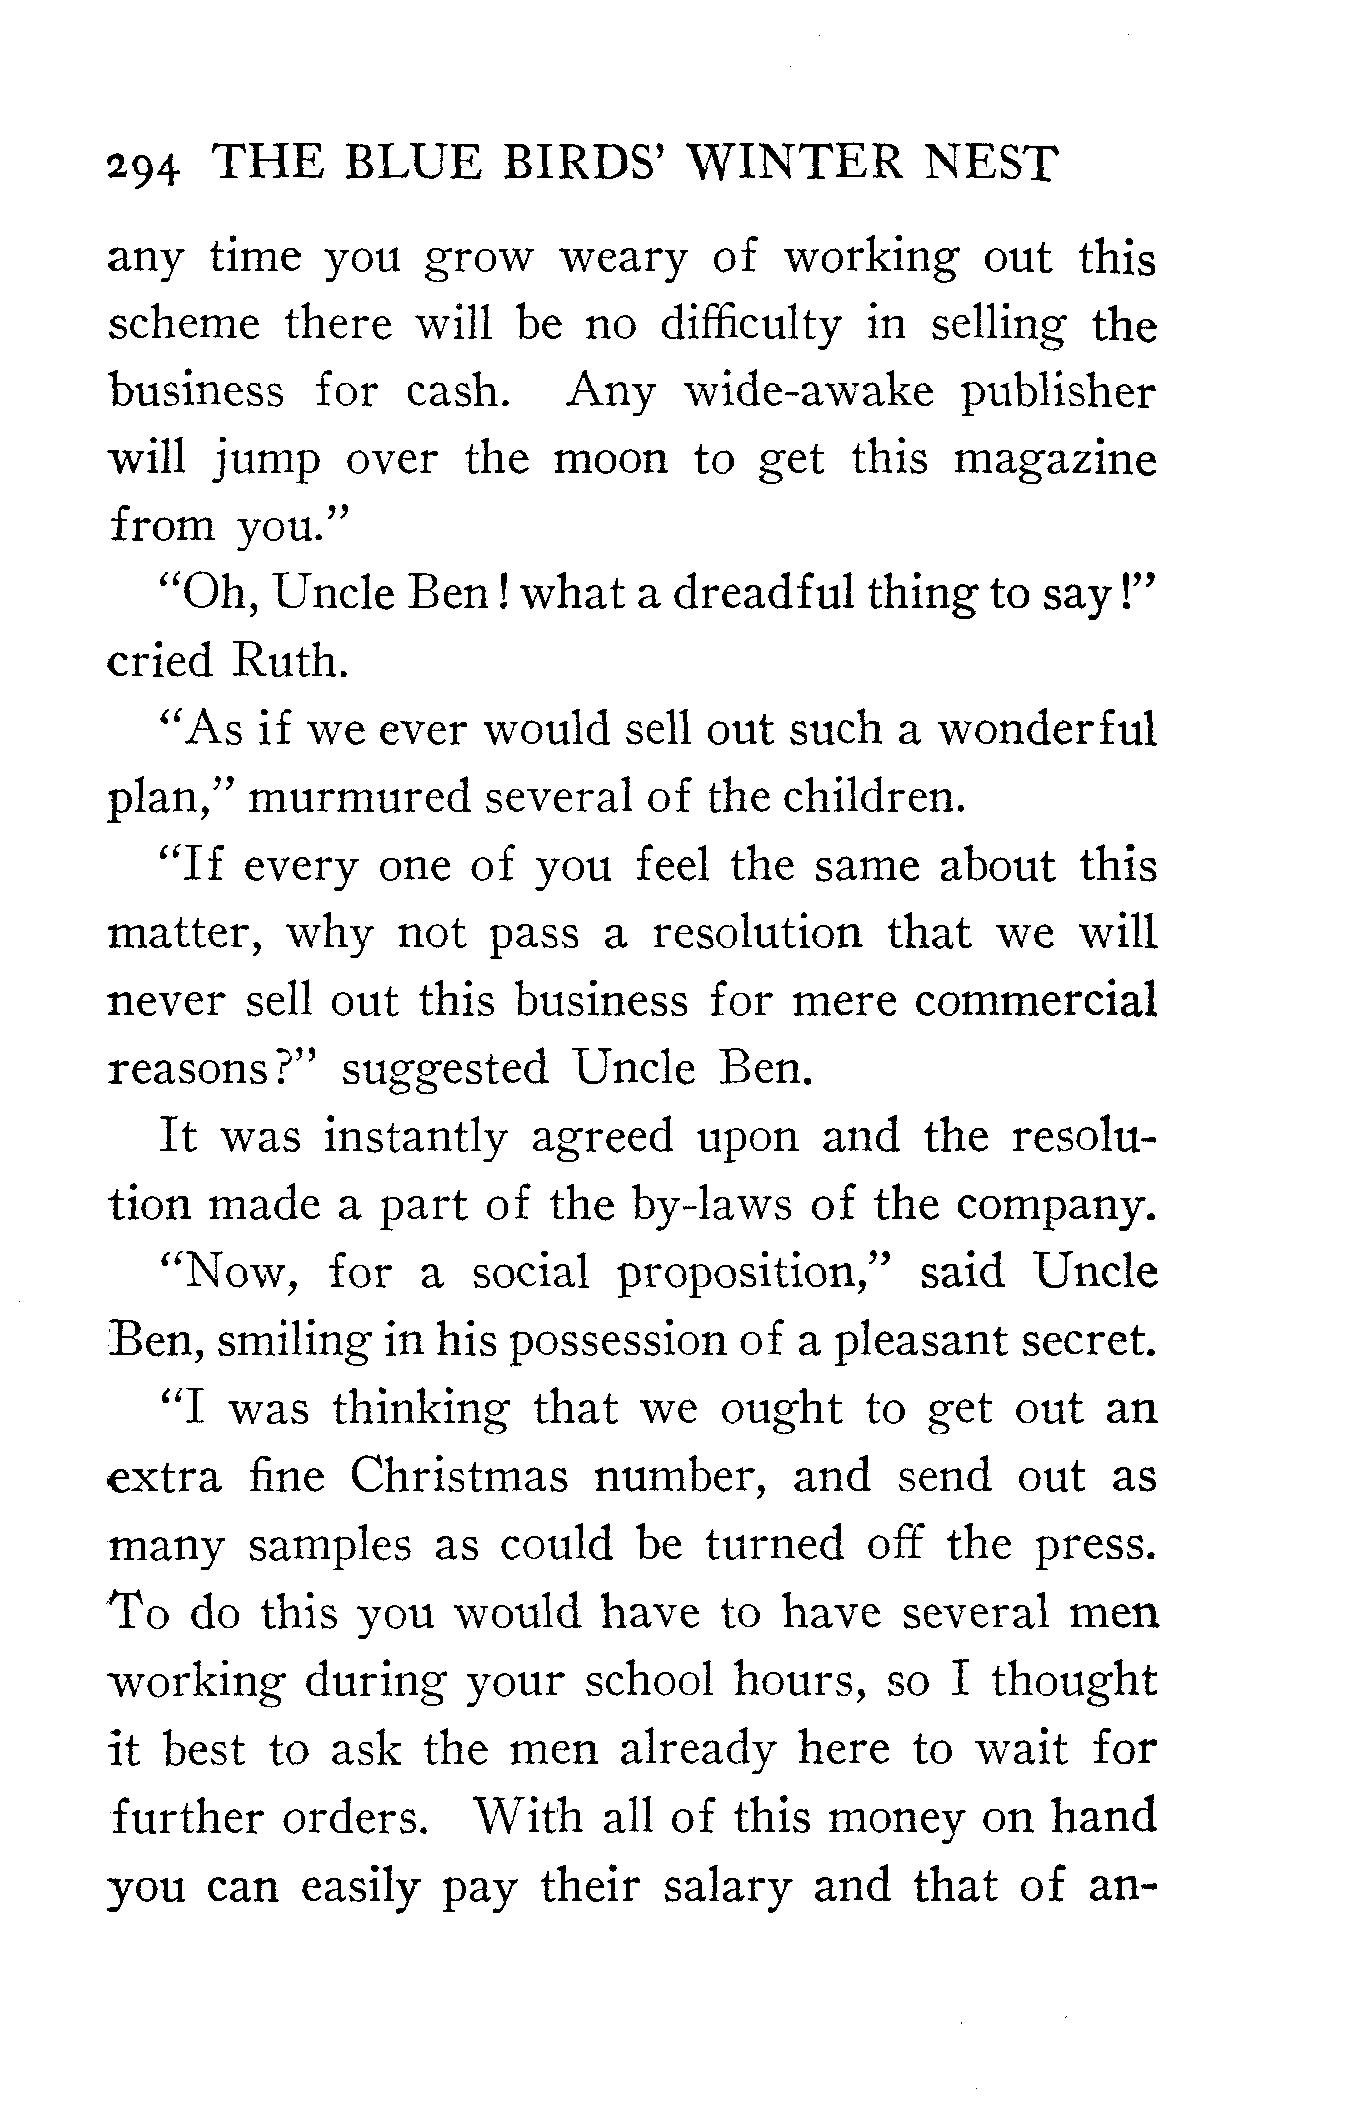 294 THE BLUE BIRDS' WINTER NEST
any time you grow weary of working out this
scheme there will be no difficulty in selling the
business for cash. Any wide-awake publisher
will jump over the moon to get this magazine
from you."
"Oh, Uncle Ben! what a dreadful thing to say!"
cried Ruth.
"As if we ever would sell out such a wonderful
plan," murmured several of the children.
"If every one of you feel the same about this
matter, why not pass a resolution that we will
never sell out this business for mere commercial
reasons?" suggested Uncle Ben.
It was instantly agreed upon and the resolu-
tion made a part of the by-laws of the company.
"Now, for a social proposition," said Uncle
Ben, smiling in his possession of a pleasant secret.
"I was thinking that we ought to get out an
extra fine Christmas number, and send out as
many samples as could be turned off the press.
To do this you would have to have several men
working during your school hours, so I thought
it best to ask the men already here to wait for
further orders. With all of this money on hand
you can easily pay their salary and that of an-